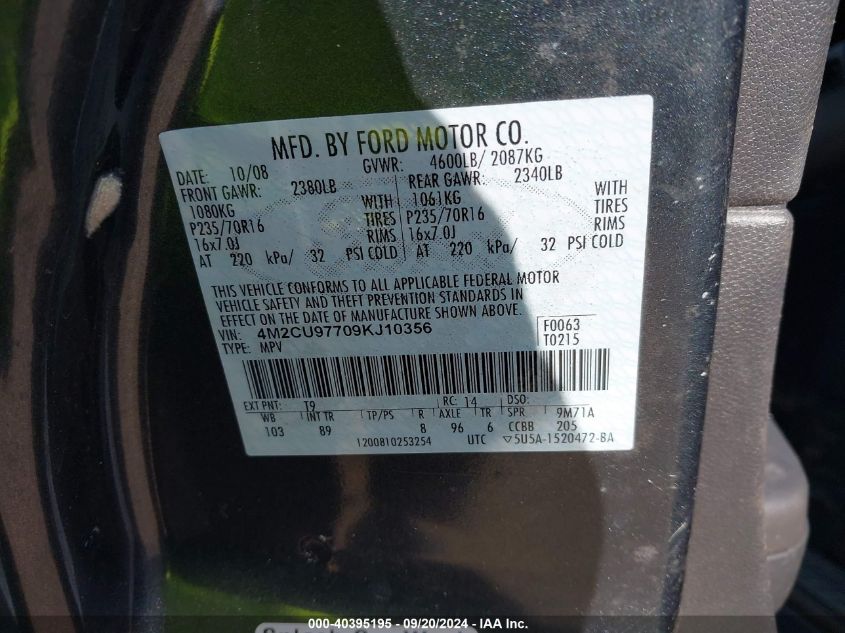 MFD. BY FORD MOTOR CO.
DATE: 10/08 GVWR: 4600LB/ 2087KG
FRONT GAWR: 2380LB REAR GAWR: 2340LB
1080KG WITH 1061KG WITH
P235/70R16 TIRES P235/70R16 TIRES
16x7.0J RIMS 16x7.0J RIMS
AT 220 kPa/ 32 PSI COLD AT 220 kPa/ 32 PSI COLD
THIS VEHICLE CONFORMS TO ALL APPLICABLE FEDERAL MOTOR
VEHICLE SAFETY AND THEFT PREVENTION STANDARDS IN
EFFECT ON THE DATE OF MANUFACTURE SHOWN ABOVE.
VIN: 4M2CU97709KJ10356 F0063
TYPE: MPV T0215
EXT PNT: T9 RC: 14 DSO:
WB INT TR TP/PS R AXLE TR SPR 9M71A
103 89 8 96 6 CCBB 205
1200810253254 UTC ▽5U5A-1520472-BA
000-40395195 - 09/20/2024 - IAA, Inc.